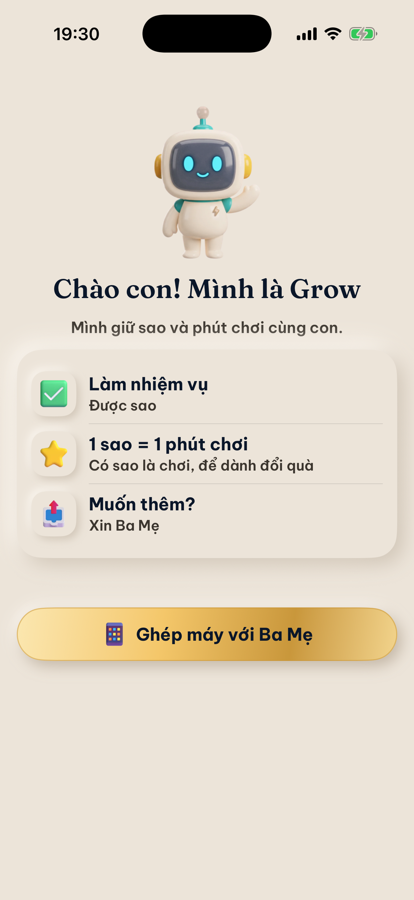 19:30
Chào con! Mình là Grow
Mình giữ sao và phút chơi cùng con.
Làm nhiệm vụ
Được sao
1 sao = 1 phút chơi
Có sao là chơi, để dành đổi quà
Muốn thêm?
Xin Ba Mẹ
Ghép máy với Ba Mẹ